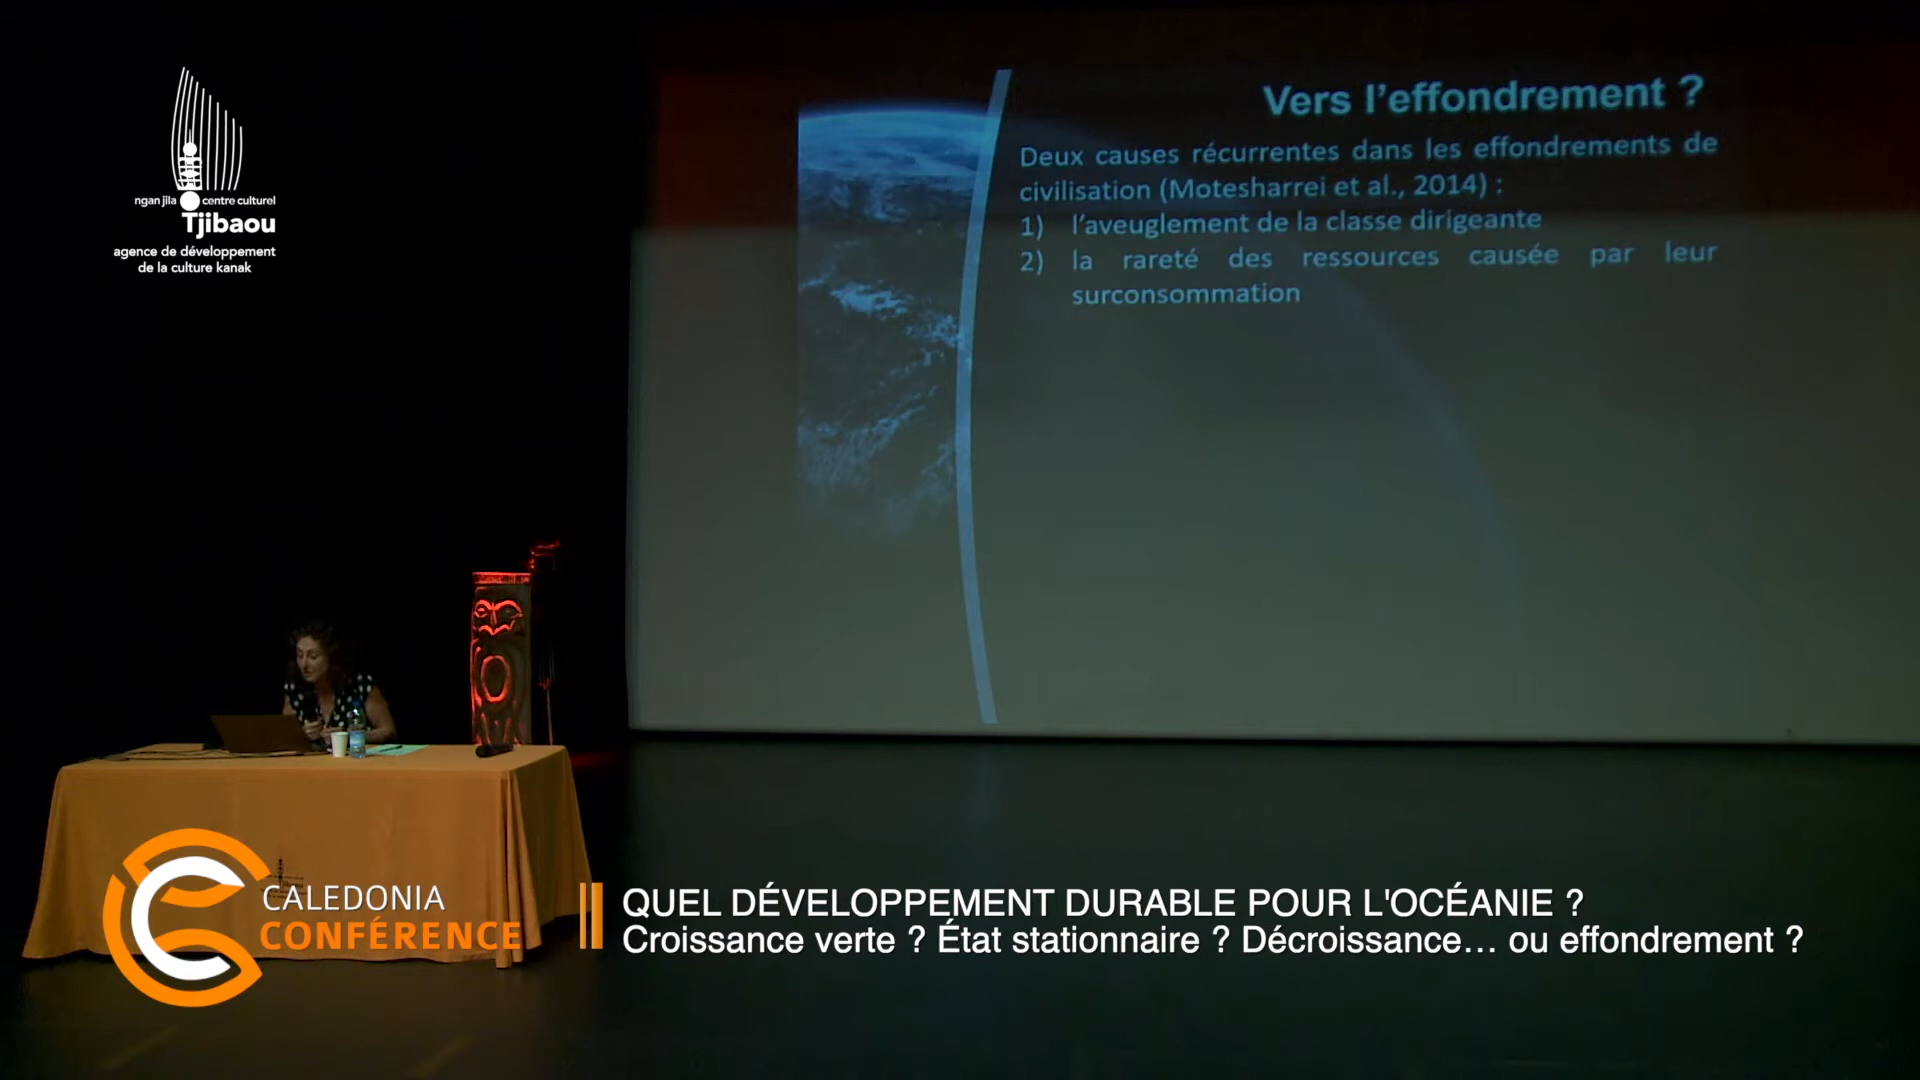 ngan jila centre culturel
Tjibaou
agence de développement
de la culture kanak
Vers l'effondrement ?
Deux causes récurrentes dans les effondrements de
civilisation (Motesharrei et al., 2014) :
1) l'aveuglement de la classe dirigeante
2) la rareté des ressources causée par leur
surconsommation
CALEDONIA
CONFÉRENCE
QUEL DÉVELOPPEMENT DURABLE POUR L'OCÉANIE ?
Croissance verte ? État stationnaire ? Décroissance... ou effondrement ?